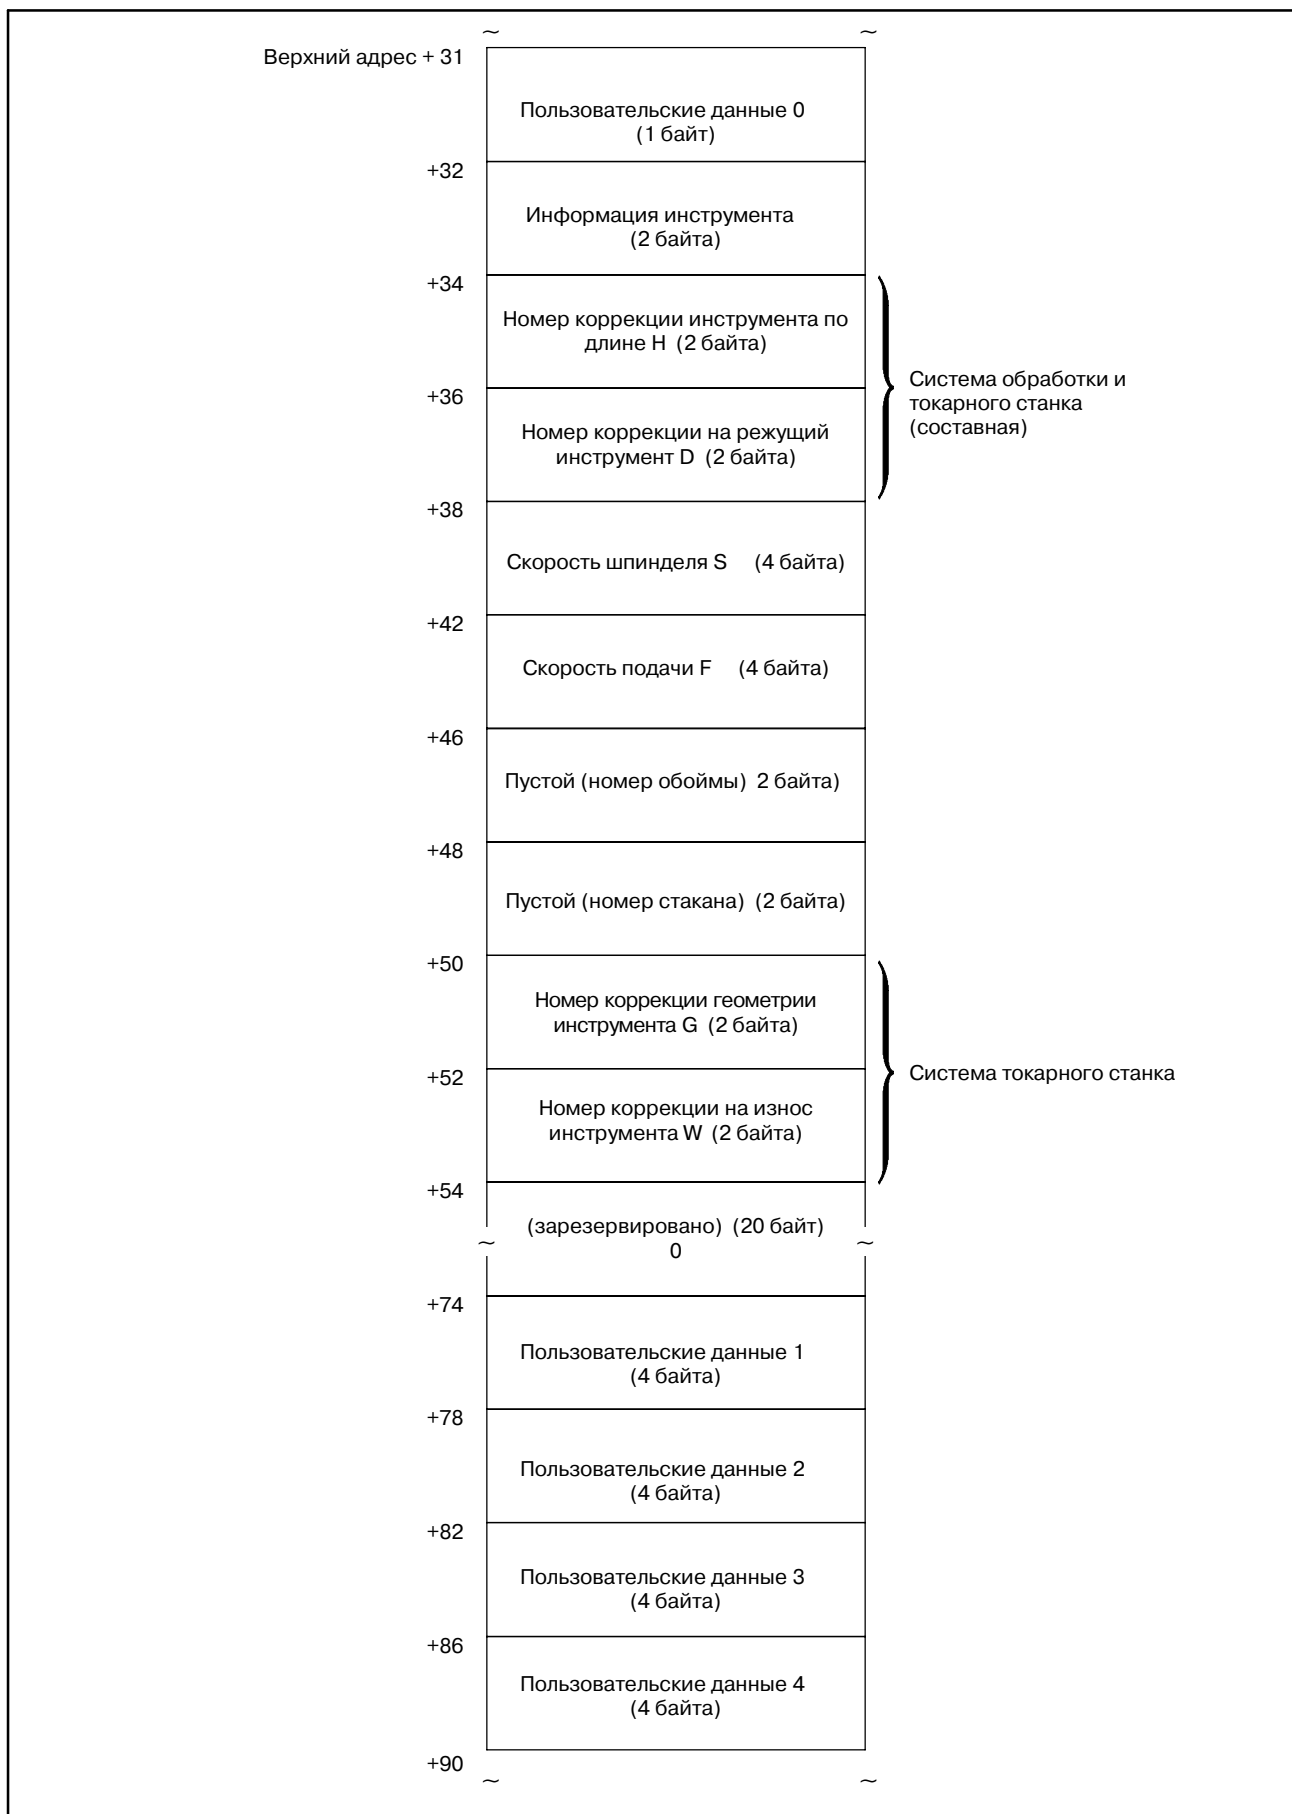 ~ ~
Верхний адрес + 31
Пользовательские данные 0
(1 байт)
+32
Информация инструмента
(2 байта)
+34
Номер коррекции инструмента по
длине H (2 байта)
+36
Система обработки и
токарного станка
(составная)
Номер коррекции на режущий
инструмент D (2 байта)
+38
Скорость шпинделя S (4 байта)
+42
Скорость подачи F (4 байта)
+46
Пустой (номер обоймы) 2 байта)
+48
Пустой (номер стакана) (2 байта)
+50
Номер коррекции геометрии
инструмента G (2 байта)
+52
Система токарного станка
Номер коррекции на износ
инструмента W (2 байта)
+54
(зарезервировано) (20 байт)
~ 0 ~
+74
Пользовательские данные 1
(4 байта)
+78
Пользовательские данные 2
(4 байта)
+82
Пользовательские данные 3
(4 байта)
+86
Пользовательские данные 4
(4 байта)
+90
~ ~